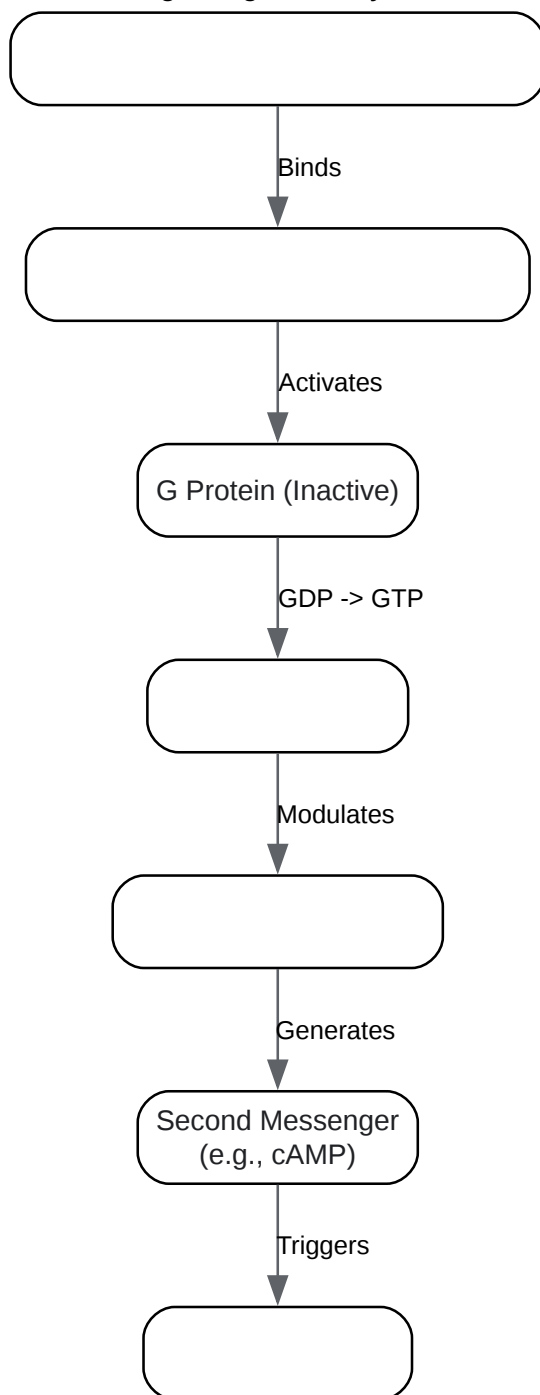 Binds
Activates
G Protein (Inactive)
GDP -> GTP
Modulates
Generates
Second Messenger
(e.g., cAMP)
Triggers